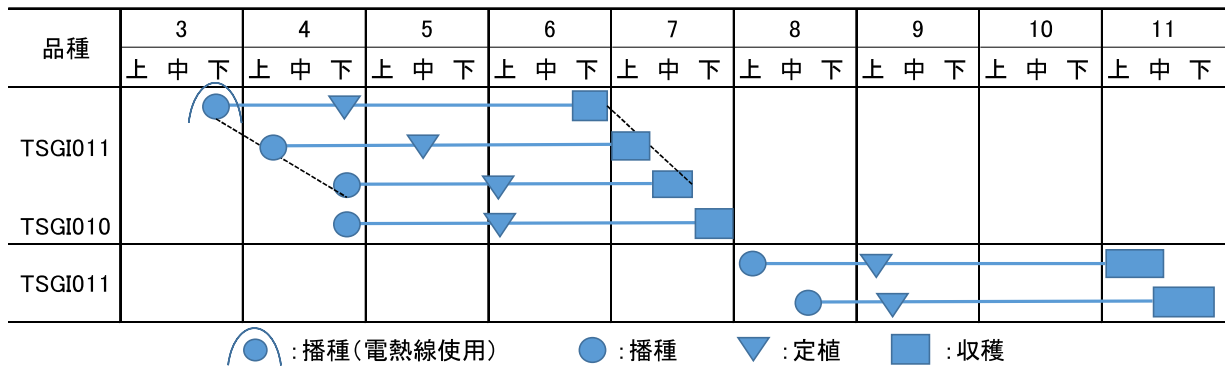 品種 3 4 5 6 7 8 9 10 11
上 中 下 上 中 下 上 中 下 上 中 下 上 中 下 上 中 下 上 中 下 上 中 下 上 中 下
TSGI011
TSGI010
TSGI011
:播種(電熱線使用) :播種 :定植 :収穫